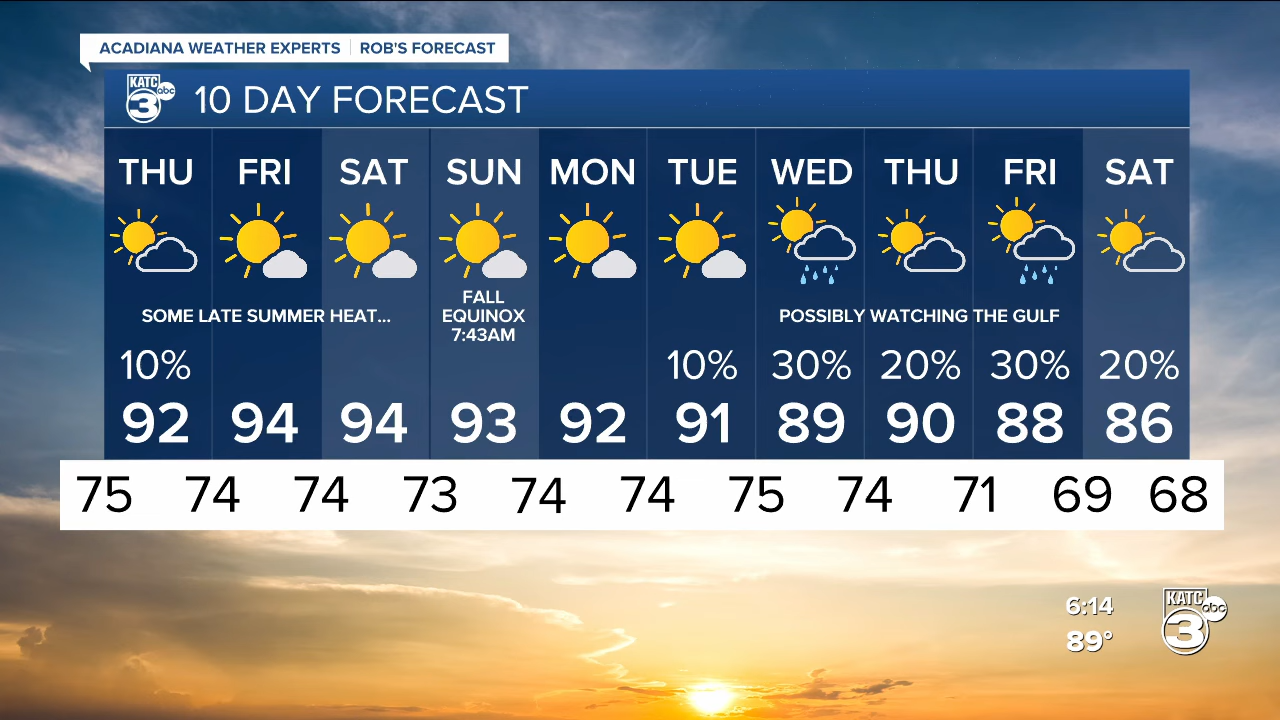 ACADIANA WEATHER EXPERTS | ROB'S FORECAST
KATC 3 abc 10 DAY FORECAST
THU FRI SAT SUN MON TUE WED THU FRI SAT
SOME LATE SUMMER HEAT...
FALL
EQUINOX
7:43AM
POSSIBLY WATCHING THE GULF
10% 10% 30% 20% 30% 20%
92 94 94 93 92 91 89 90 88 86
75 74 74 73 74 74 75 74 71 69 68
6:14
89°
KATC
abc
3